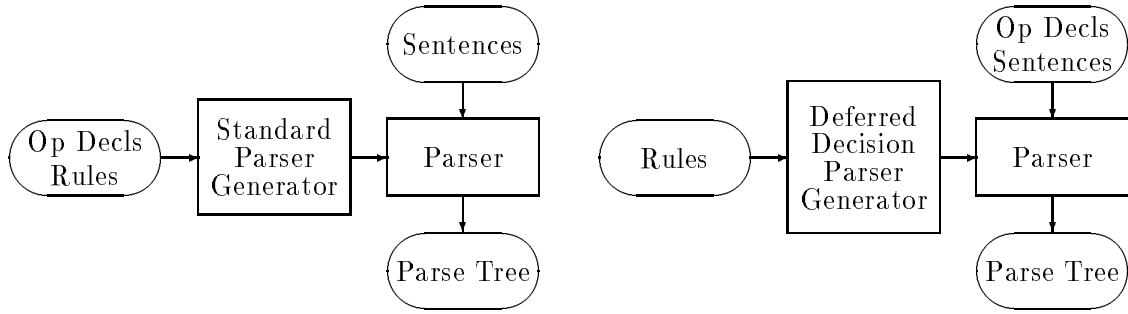 Sentences
Op Decls
Rules
Standard
Parser
Generator
Parser
Parse Tree
Op Decls
Sentences
Rules
Deferred
Decision
Parser
Generator
Parser
Parse Tree